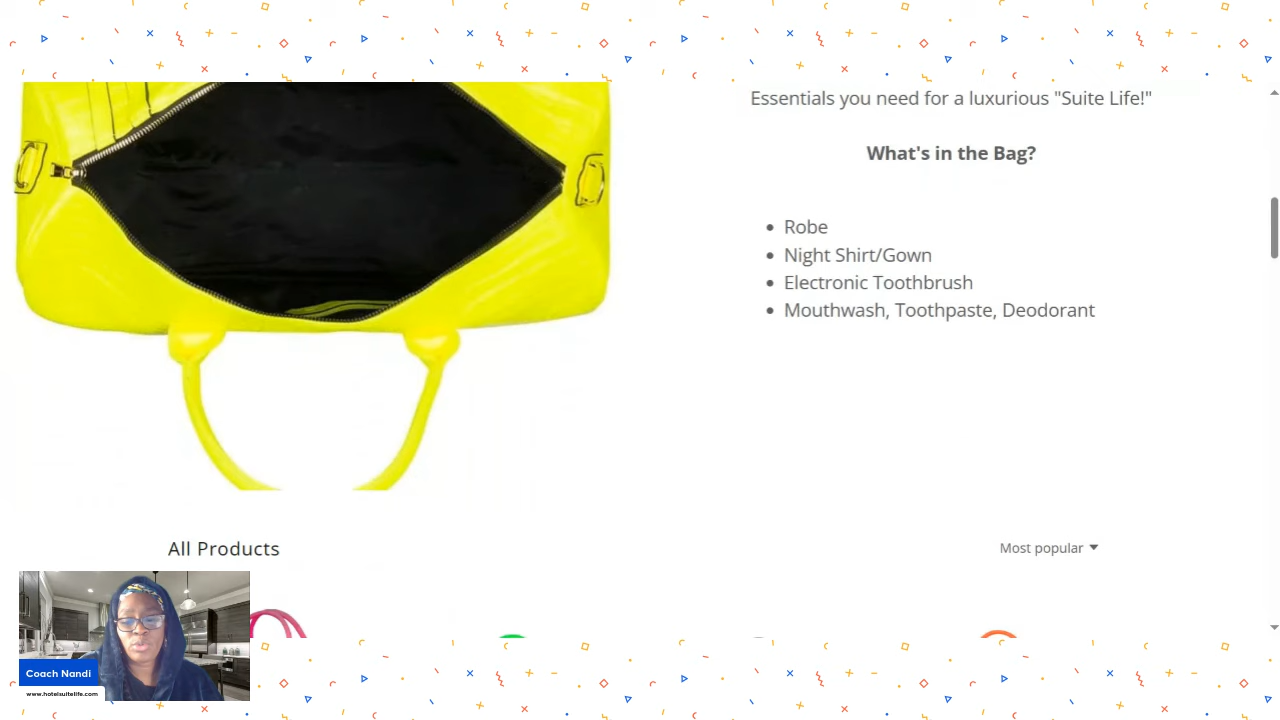 Essentials you need for a luxurious "Suite Life!"
What's in the Bag?
Robe
Night Shirt/Gown
Electronic Toothbrush
Mouthwash, Toothpaste, Deodorant
All Products
Most popular
Coach Nandi
www.hotelsuitelife.com